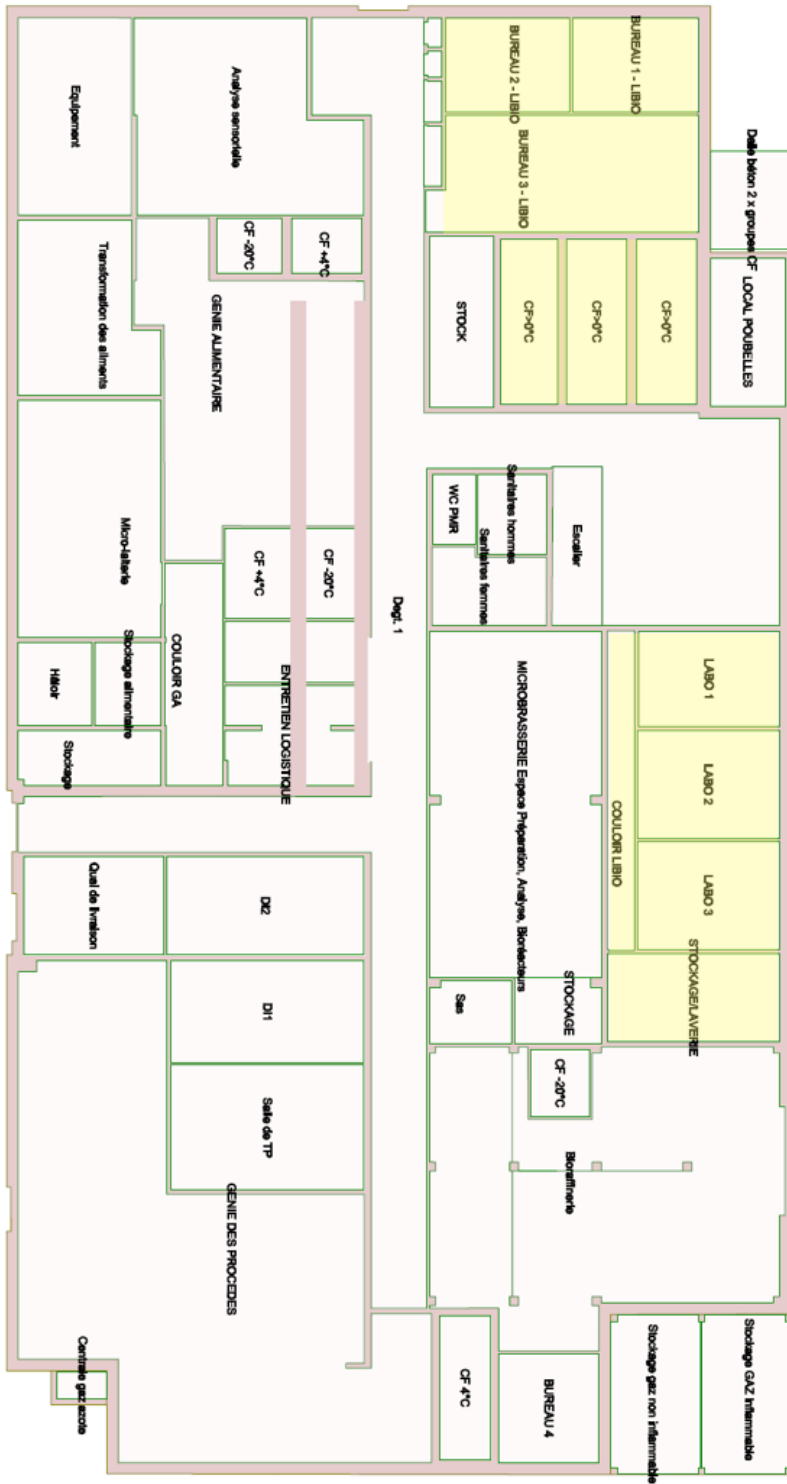 BUREAU 1 - LIBIO
BUREAU 2 - LIBIO
BUREAU 3 - LIBIO
Dalle béton 2 x groupes CF
LOCAL POUBELLES
CF>0°C
CF>0°C
CF>0°C
STOCK
Analyse sensorielle
Equipement
CF +4°C
CF -20°C
GENIE ALIMENTAIRE
Transformation des aliments
Escalier
Sanitaires hommes
Sanitaires femmes
WC PMR
Degt. 1
CF -20°C
CF +4°C
Micro-laiterie
COULOIR GA
ENTRETIEN LOGISTIQUE
Stockage alimentaire
Hâloir
Stockage
LABO 1
LABO 2
LABO 3
COULOIR LIBIO
STOCKAGE/LAVERIE
MICROBRASSERIE Espace Préparation, Analyse, Bioréacteurs
STOCKAGE
Sas
CF -20°C
Bioraffinerie
DI2
Quai de livraison
DI1
Salle de TP
GENIE DES PROCEDES
Centrale gaz azote
CF 4°C
BUREAU 4
Stockage gaz non inflammable
Stockage GAZ Inflammable